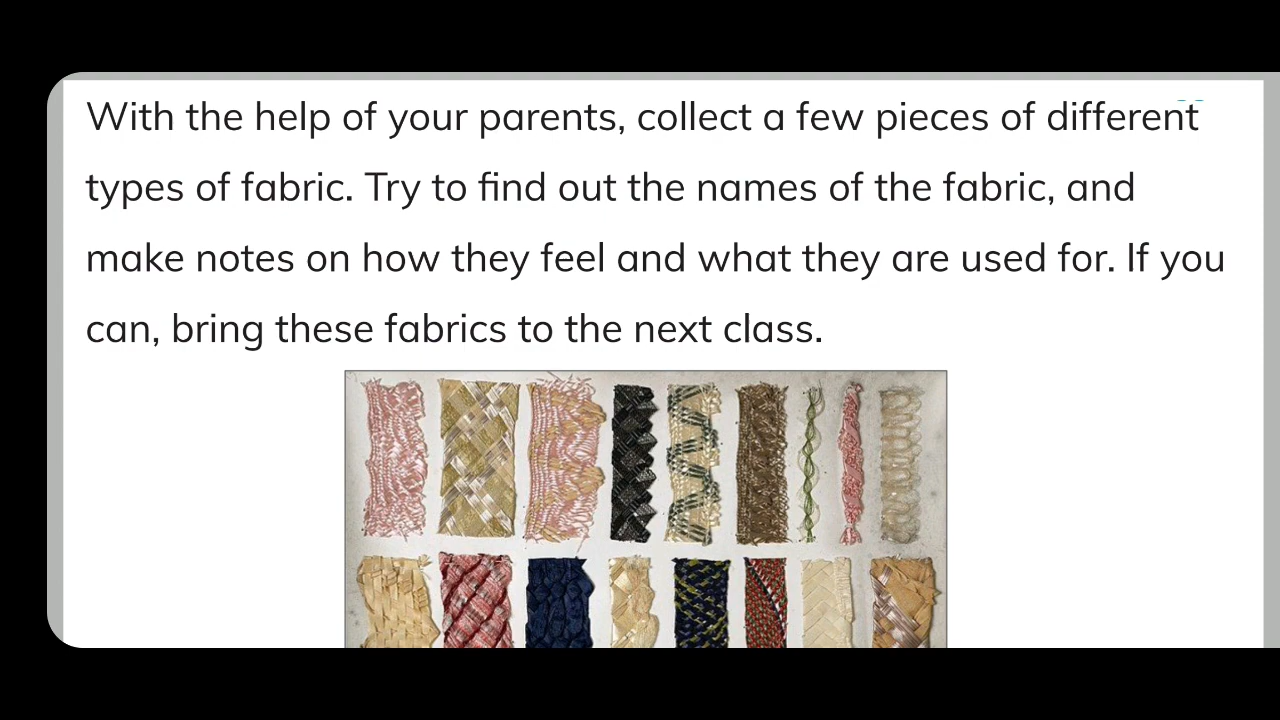 With the help of your parents, collect a few pieces of different
types of fabric. Try to find out the names of the fabric, and
make notes on how they feel and what they are used for. If you
can, bring these fabrics to the next class.